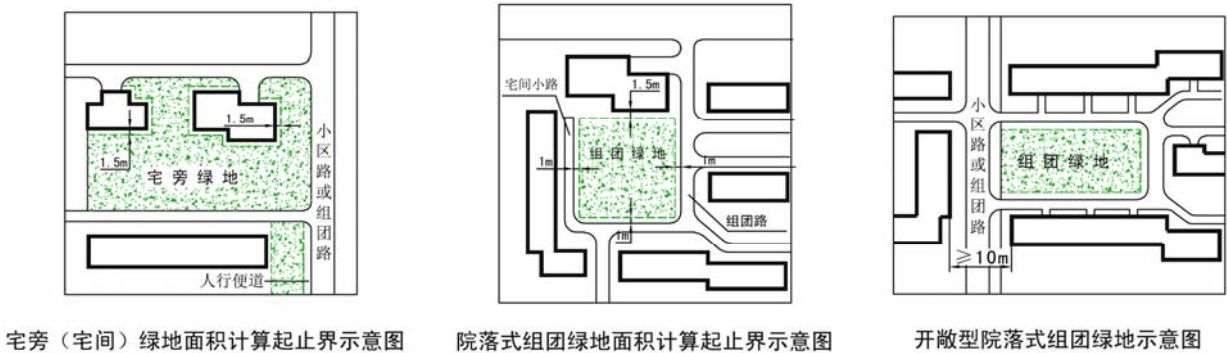 1.5m
1.5m
宅旁绿地
小区路或组团路
人行便道
宅旁（宅间）绿地面积计算起止界示意图
宅间小路
1.5m
组团绿地
1m
1m
1m
组团路
院落式组团绿地面积计算起止界示意图
小区路或组团路
组团绿地
≥10m
开敞型院落式组团绿地示意图